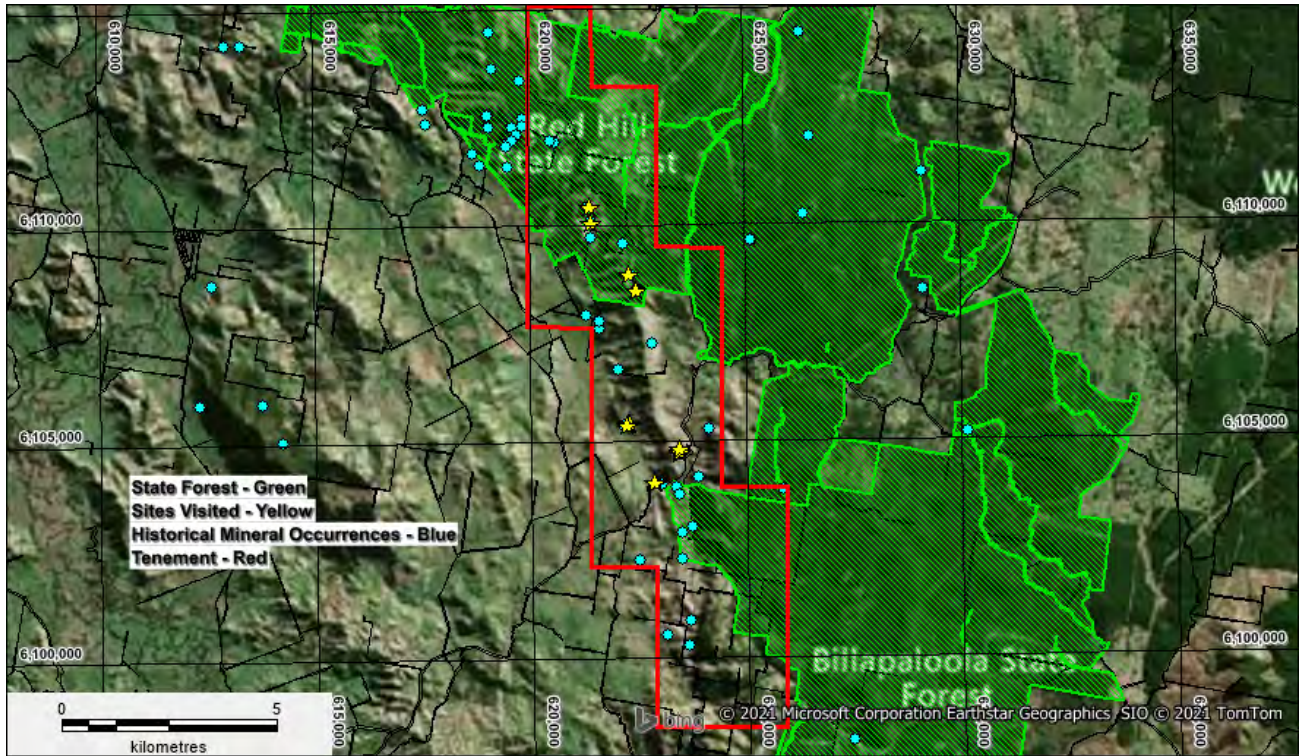 610,000
615,000
620,000
625,000
630,000
635,000
Red Hill
State Forest
We
6,110,000
6,110,000
6,105,000
6,105,000
State Forest - Green
Sites Visited - Yellow
Historical Mineral Occurrences - Blue
Tenement - Red
6,100,000
6,100,000
Billapaloola State
Forest
0 5
kilometres
615,000
620,000
bing
© 2021 Microsoft Corporation Earthstar Geographics SIO © 2021 TomTom